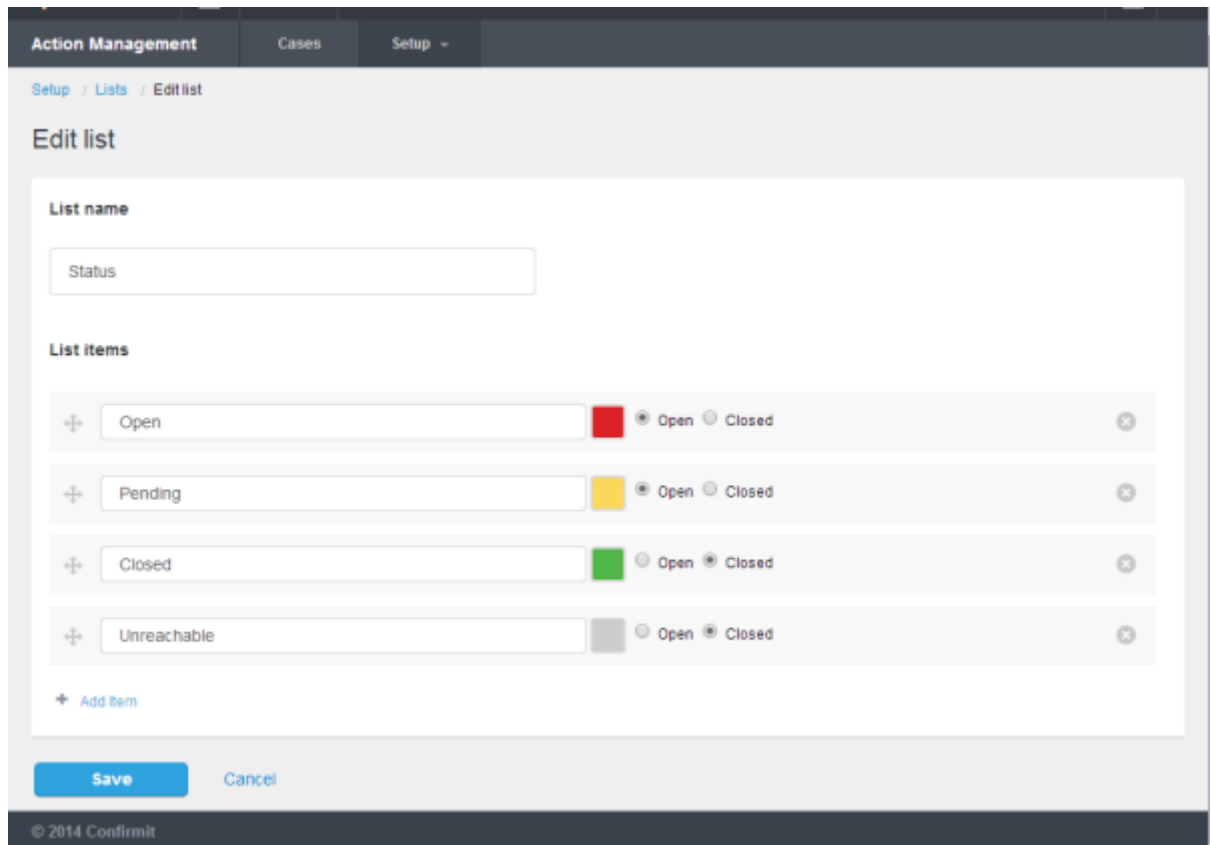 Action Management Cases Setup
Setup / Lists / Edit list
Edit list
List name
Status
List items
Open Open Closed
Pending Open Closed
Closed Open Closed
Unreachable Open Closed
+ Add Item
Save Cancel
© 2014 Confirmit